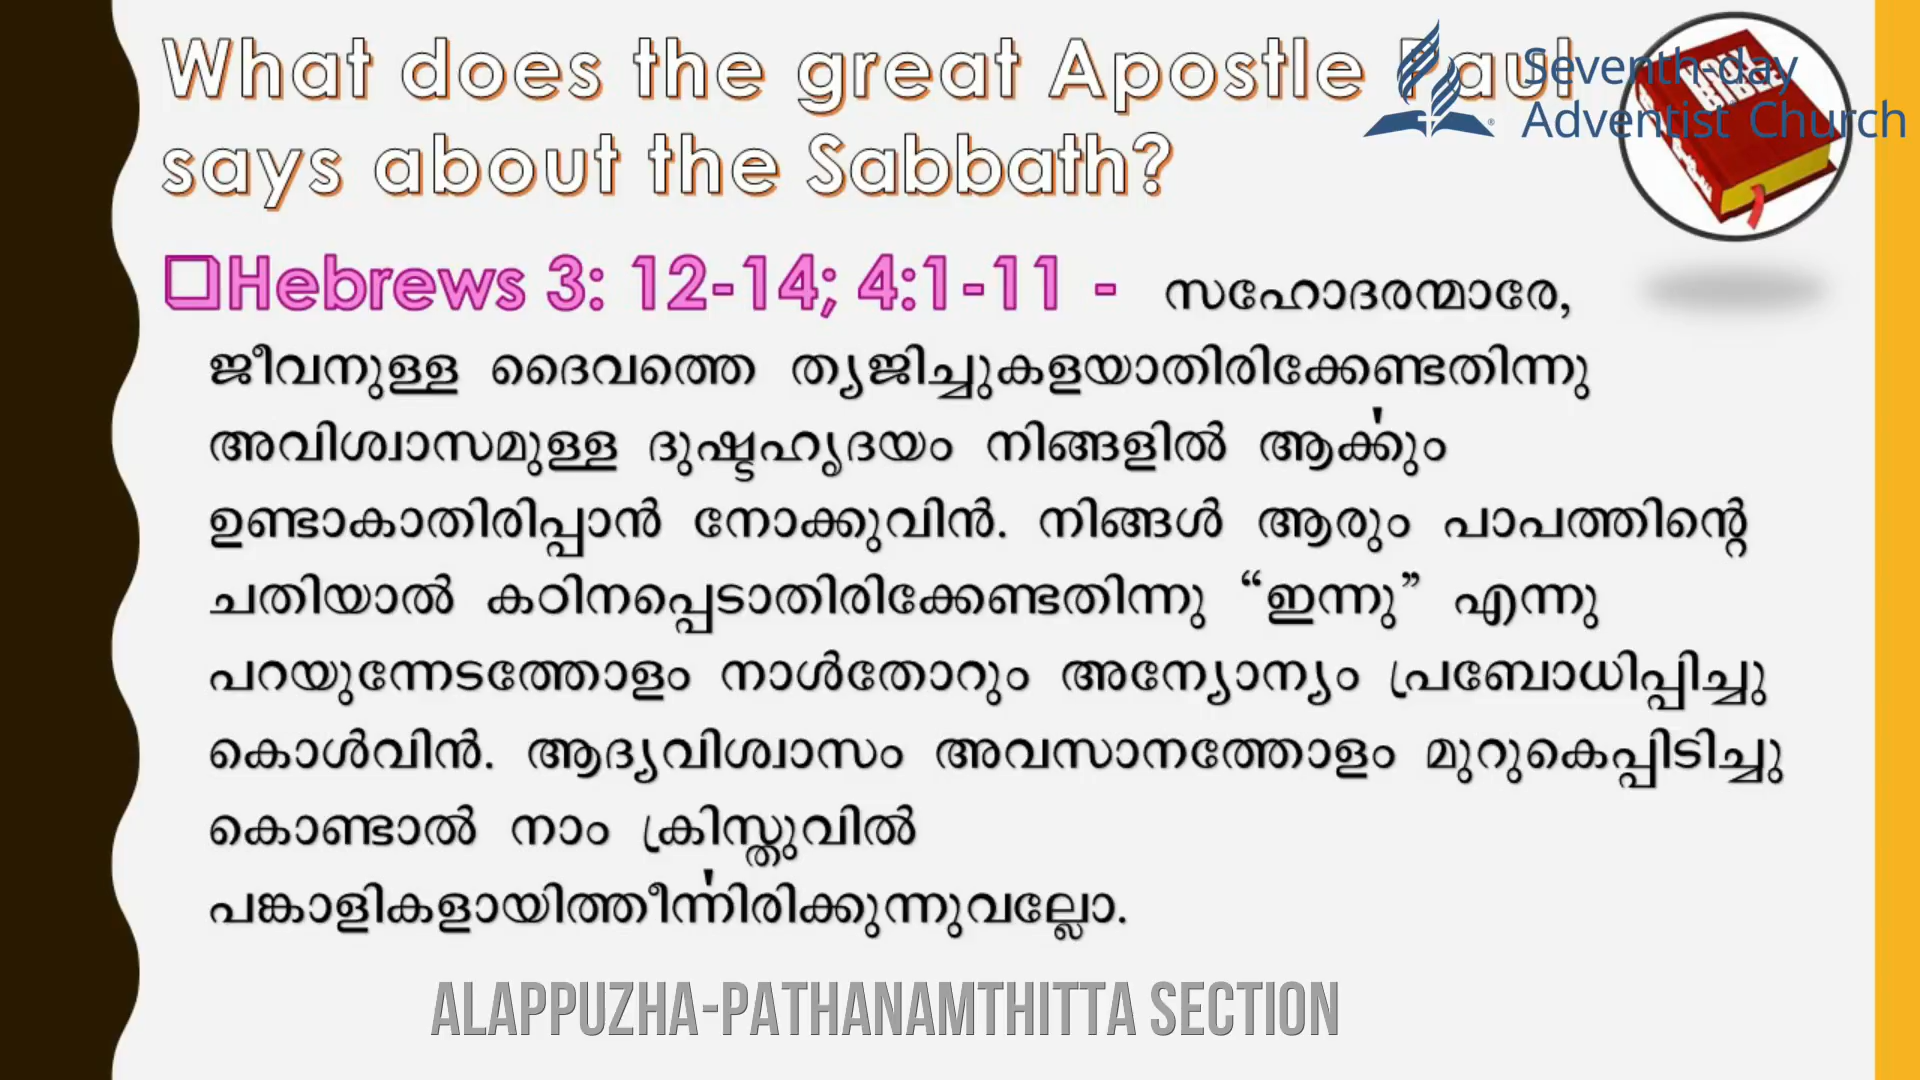 What does the great Apostle Paul
says about the Sabbath?
Seventh-day
Adventist Church
❑Hebrews 3: 12-14; 4:1-11 - സഹോദരന്മാരേ,
ജീവനുള്ള ദൈവത്തെ ത്യജിച്ചുകളയാതിരിക്കേണ്ടതിന്നു
അവിശ്വാസമുള്ള ദുഷ്ടഹൃദയം നിങ്ങളിൽ ആൎക്കും
ഉണ്ടാകാതിരിപ്പാൻ നോക്കുവിൻ. നിങ്ങൾ ആരും പാപത്തിന്റെ
ചതിയാൽ കഠിനപ്പെടാതിരിക്കേണ്ടതിന്നു “ഇന്നു” എന്നു
പറയുന്നേടത്തോളം നാൾതോറും അന്യോന്യം പ്രബോധിപ്പിച്ചു
കൊൾവിൻ. ആദ്യവിശ്വാസം അവസാനത്തോളം മുറുകെപ്പിടിച്ചു
കൊണ്ടാൽ നാം ക്രിസ്തുവിൽ
പങ്കാളികളായിത്തീൎന്നിരിക്കുന്നുവല്ലോ.
ALAPPUZHA-PATHANAMTHITTA SECTION